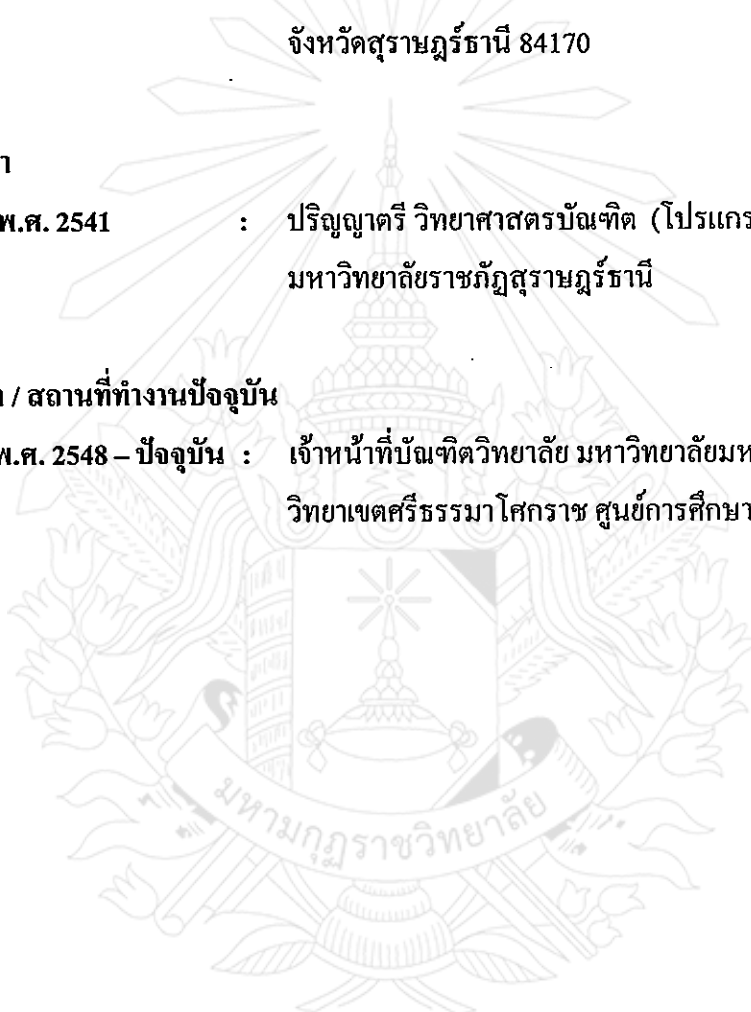 จังหวัดสุราษฎร์ธานี 84170
า
พ.ศ. 2541 : ปริญญาตรี วิทยาศาสตรบัณฑิต (โปรแกร
มหาวิทยาลัยราชภัฏสุราษฎร์ธานี
/ สถานที่ทำงานปัจจุบัน
พ.ศ. 2548 – ปัจจุบัน : เจ้าหน้าที่บัณฑิตวิทยาลัย มหาวิทยาลัยมห
วิทยาเขตศรีธรรมาโศกราช ศูนย์การศึกษา
มหามกุฏราชวิทยาลัย